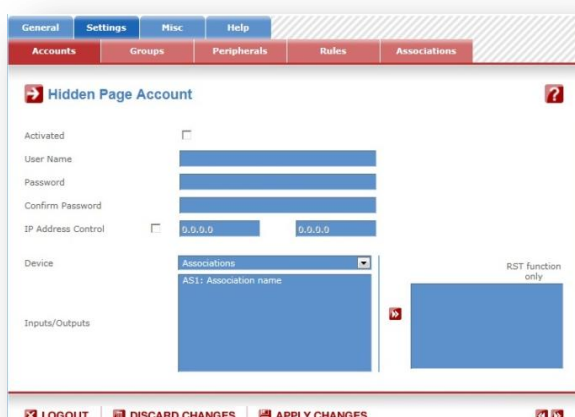 General Settings Misc Help
Accounts Groups Peripherals Rules Associations
Hidden Page Account ?
Activated
User Name
Password
Confirm Password
IP Address Control 0.0.0.0 0.0.0.0
Device Associations RST function only
AS1: Association name
Inputs/Outputs
LOGOUT DISCARD CHANGES APPLY CHANGES